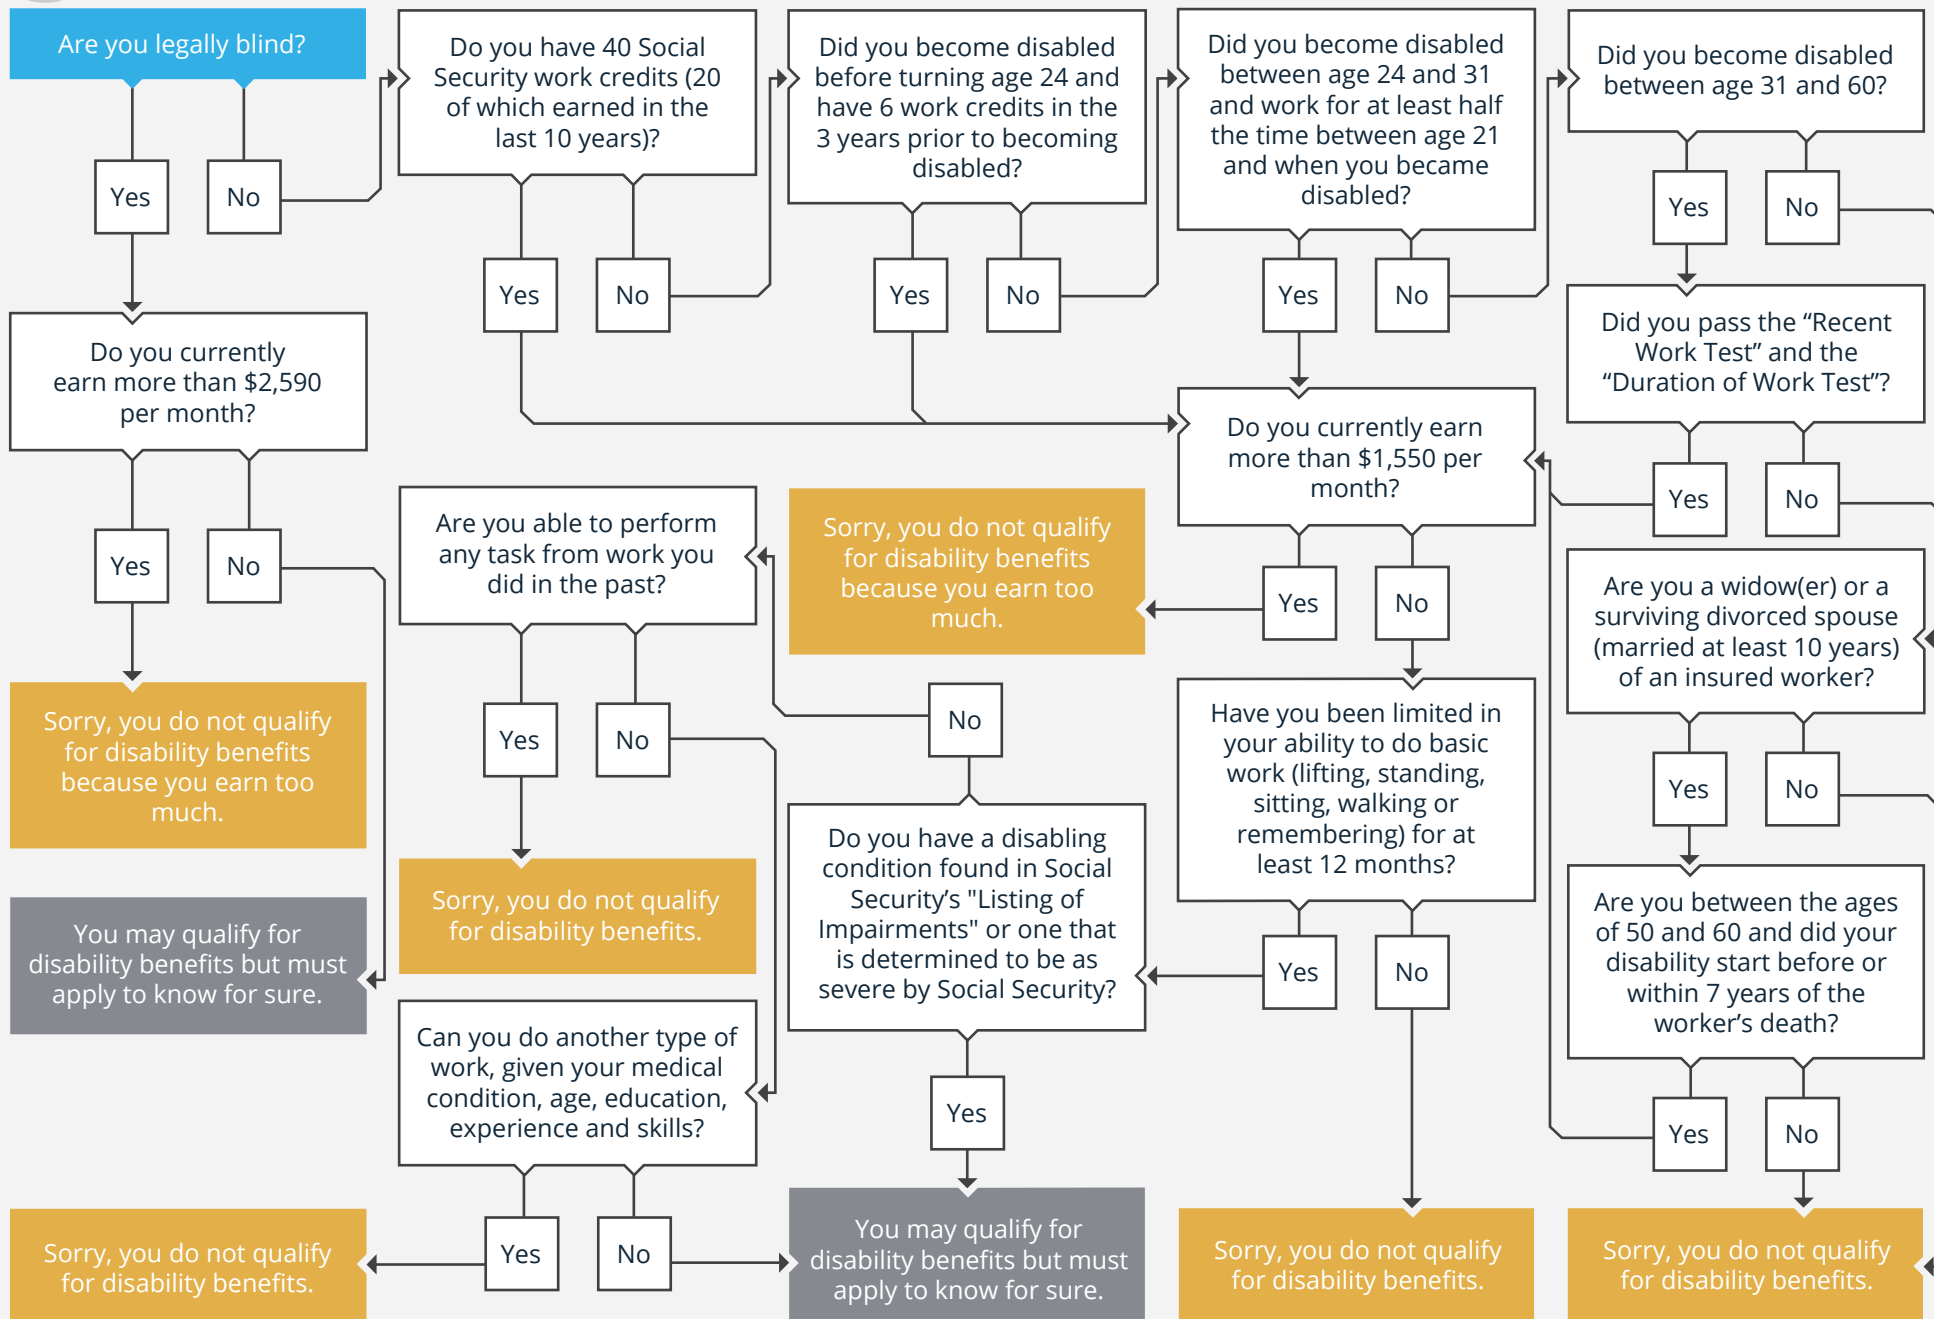 Are you legally blind?
Yes
No
Do you currently
earn more than $2,590
per month?
Yes
No
Sorry, you do not qualify
for disability benefits
because you earn too
much.
You may qualify for
disability benefits but must
apply to know for sure.
Do you have 40 Social
Security work credits (20
of which earned in the
last 10 years)?
Yes
No
Did you become disabled
before turning age 24 and
have 6 work credits in the
3 years prior to becoming
disabled?
Yes
No
Did you become disabled
between age 24 and 31
and work for at least half
the time between age 21
and when you became
disabled?
Yes
No
Did you become disabled
between age 31 and 60?
Yes
No
Did you pass the “Recent
Work Test” and the
“Duration of Work Test”?
Yes
No
Are you a widow(er) or a
surviving divorced spouse
(married at least 10 years)
of an insured worker?
Yes
No
Are you between the ages
of 50 and 60 and did your
disability start before or
within 7 years of the
worker’s death?
Yes
No
Sorry, you do not qualify
for disability benefits.
Do you currently earn
more than $1,550 per
month?
Yes
No
Sorry, you do not qualify
for disability benefits
because you earn too
much.
Have you been limited in
your ability to do basic
work (lifting, standing,
sitting, walking or
remembering) for at
least 12 months?
Yes
No
Sorry, you do not qualify
for disability benefits.
Do you have a disabling
condition found in Social
Security’s "Listing of
Impairments" or one that
is determined to be as
severe by Social Security?
No
Yes
You may qualify for
disability benefits but must
apply to know for sure.
Are you able to perform
any task from work you
did in the past?
Yes
No
Sorry, you do not qualify
for disability benefits.
Can you do another type of
work, given your medical
condition, age, education,
experience and skills?
Yes
No
Sorry, you do not qualify
for disability benefits.